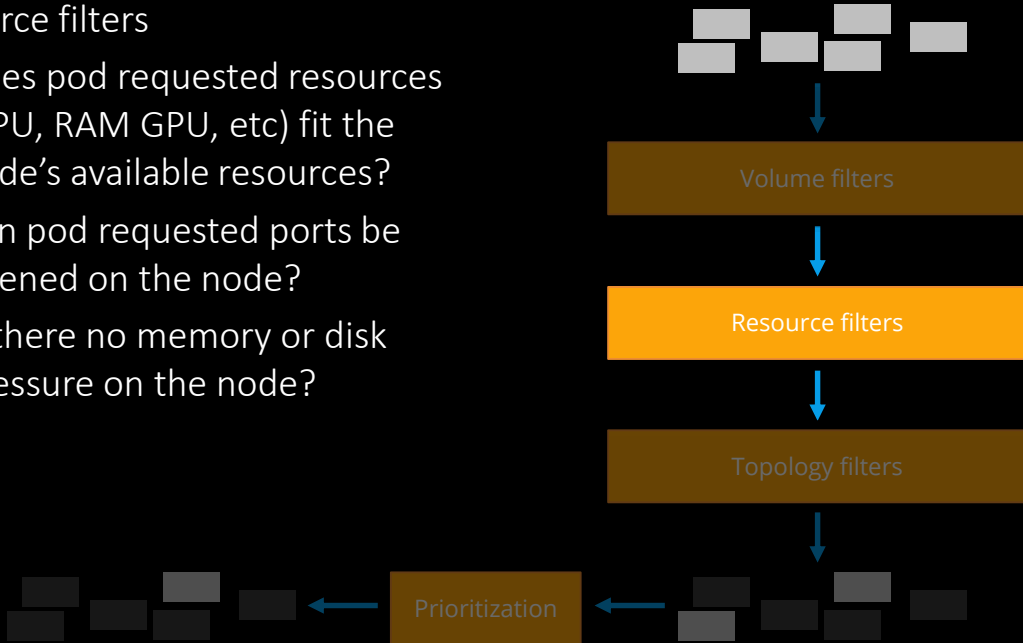 rce filters
es pod requested resources
PU, RAM GPU, etc) fit the
de’s available resources?
n pod requested ports be
ened on the node?
there no memory or disk
essure on the node?
Volume filters
Resource filters
Topology filters
Prioritization